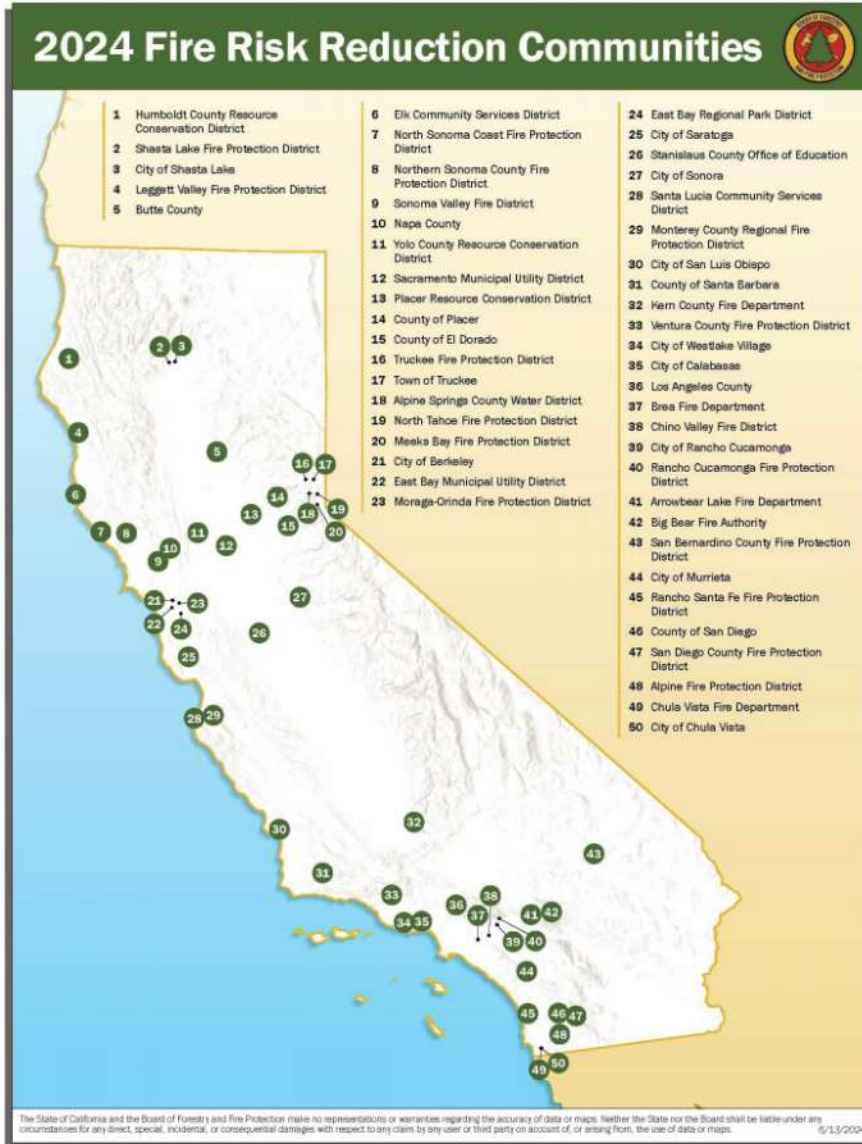 2024 Fire Risk Reduction Communities
BOARD OF FORESTRY
AND FIRE PROTECTION
1 Humboldt County Resource
Conservation District
2 Shasta Lake Fire Protection District
3 City of Shasta Lake
4 Leggett Valley Fire Protection District
5 Butte County
6 Elk Community Services District
7 North Sonoma Coast Fire Protection
District
8 Northern Sonoma County Fire
Protection District
9 Sonoma Valley Fire District
10 Napa County
11 Yolo County Resource Conservation
District
12 Sacramento Municipal Utility District
13 Placer Resource Conservation District
14 County of Placer
15 County of El Dorado
16 Truckee Fire Protection District
17 Town of Truckee
18 Alpine Springs County Water District
19 North Tahoe Fire Protection District
20 Meeks Bay Fire Protection District
21 City of Berkeley
22 East Bay Municipal Utility District
23 Moraga-Orinda Fire Protection District
24 East Bay Regional Park District
25 City of Saratoga
26 Stanislaus County Office of Education
27 City of Sonora
28 Santa Lucia Community Services
District
29 Monterey County Regional Fire
Protection District
30 City of San Luis Obispo
31 County of Santa Barbara
32 Kern County Fire Department
33 Ventura County Fire Protection District
34 City of Westlake Village
35 City of Calabasas
36 Los Angeles County
37 Brea Fire Department
38 Chino Valley Fire District
39 City of Rancho Cucamonga
40 Rancho Cucamonga Fire Protection
District
41 Arrowbear Lake Fire Department
42 Big Bear Fire Authority
43 San Bernardino County Fire Protection
District
44 City of Murrieta
45 Rancho Santa Fe Fire Protection
District
46 County of San Diego
47 San Diego County Fire Protection
District
48 Alpine Fire Protection District
49 Chula Vista Fire Department
50 City of Chula Vista
2 3
1
4
5
16 17
6
14
19
13
18
15
20
7 8
11
12
10
9
27
21 23
22
24
26
25
28 29
32
30
43
31
33
38
36
37
41 42
34 35
39 40
44
45 46 47
48
50
49
The State of California and the Board of Forestry and Fire Protection make no representations or warranties regarding the accuracy of data or maps. Neither the State nor the Board shall be liable under any
circumstances for any direct, special, incidental, or consequential damages with respect to any claim by any user or third party on account of, or arising from, the use of data or maps.